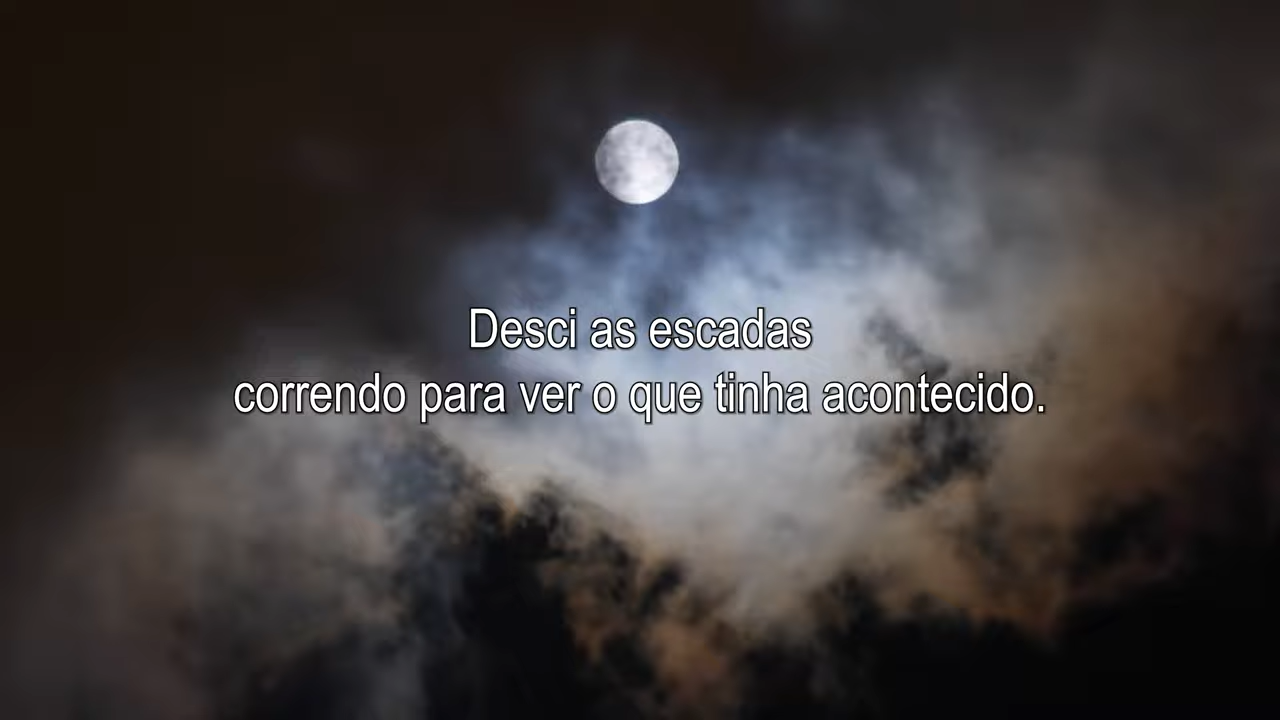 Desci as escadas
correndo para ver o que tinha acontecido.